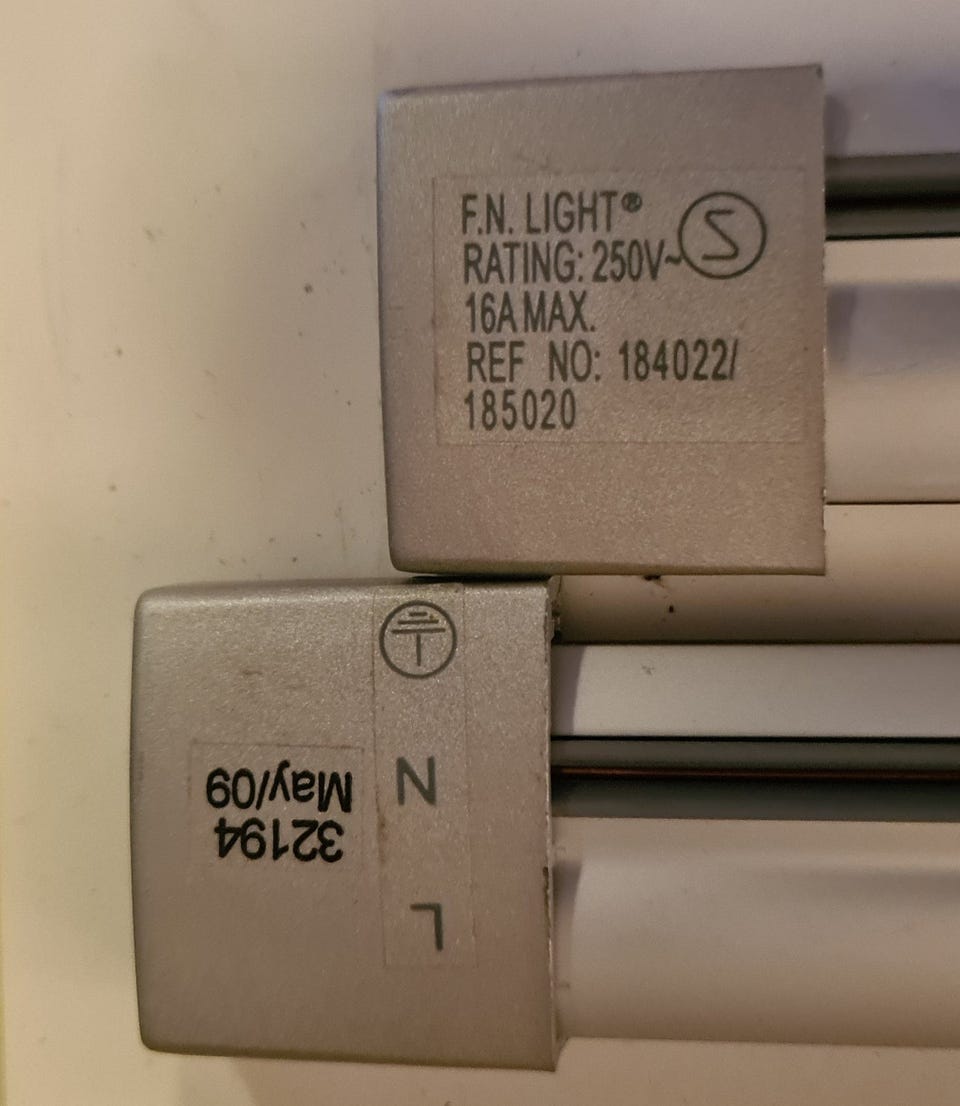 F.N. LIGHT®
RATING: 250V~
16A MAX.
REF NO: 184022/
185020
S
N
L
32194
May/09